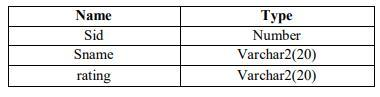 Name Type
Sid Number
Sname Varchar2(20)
rating Varchar2(20)